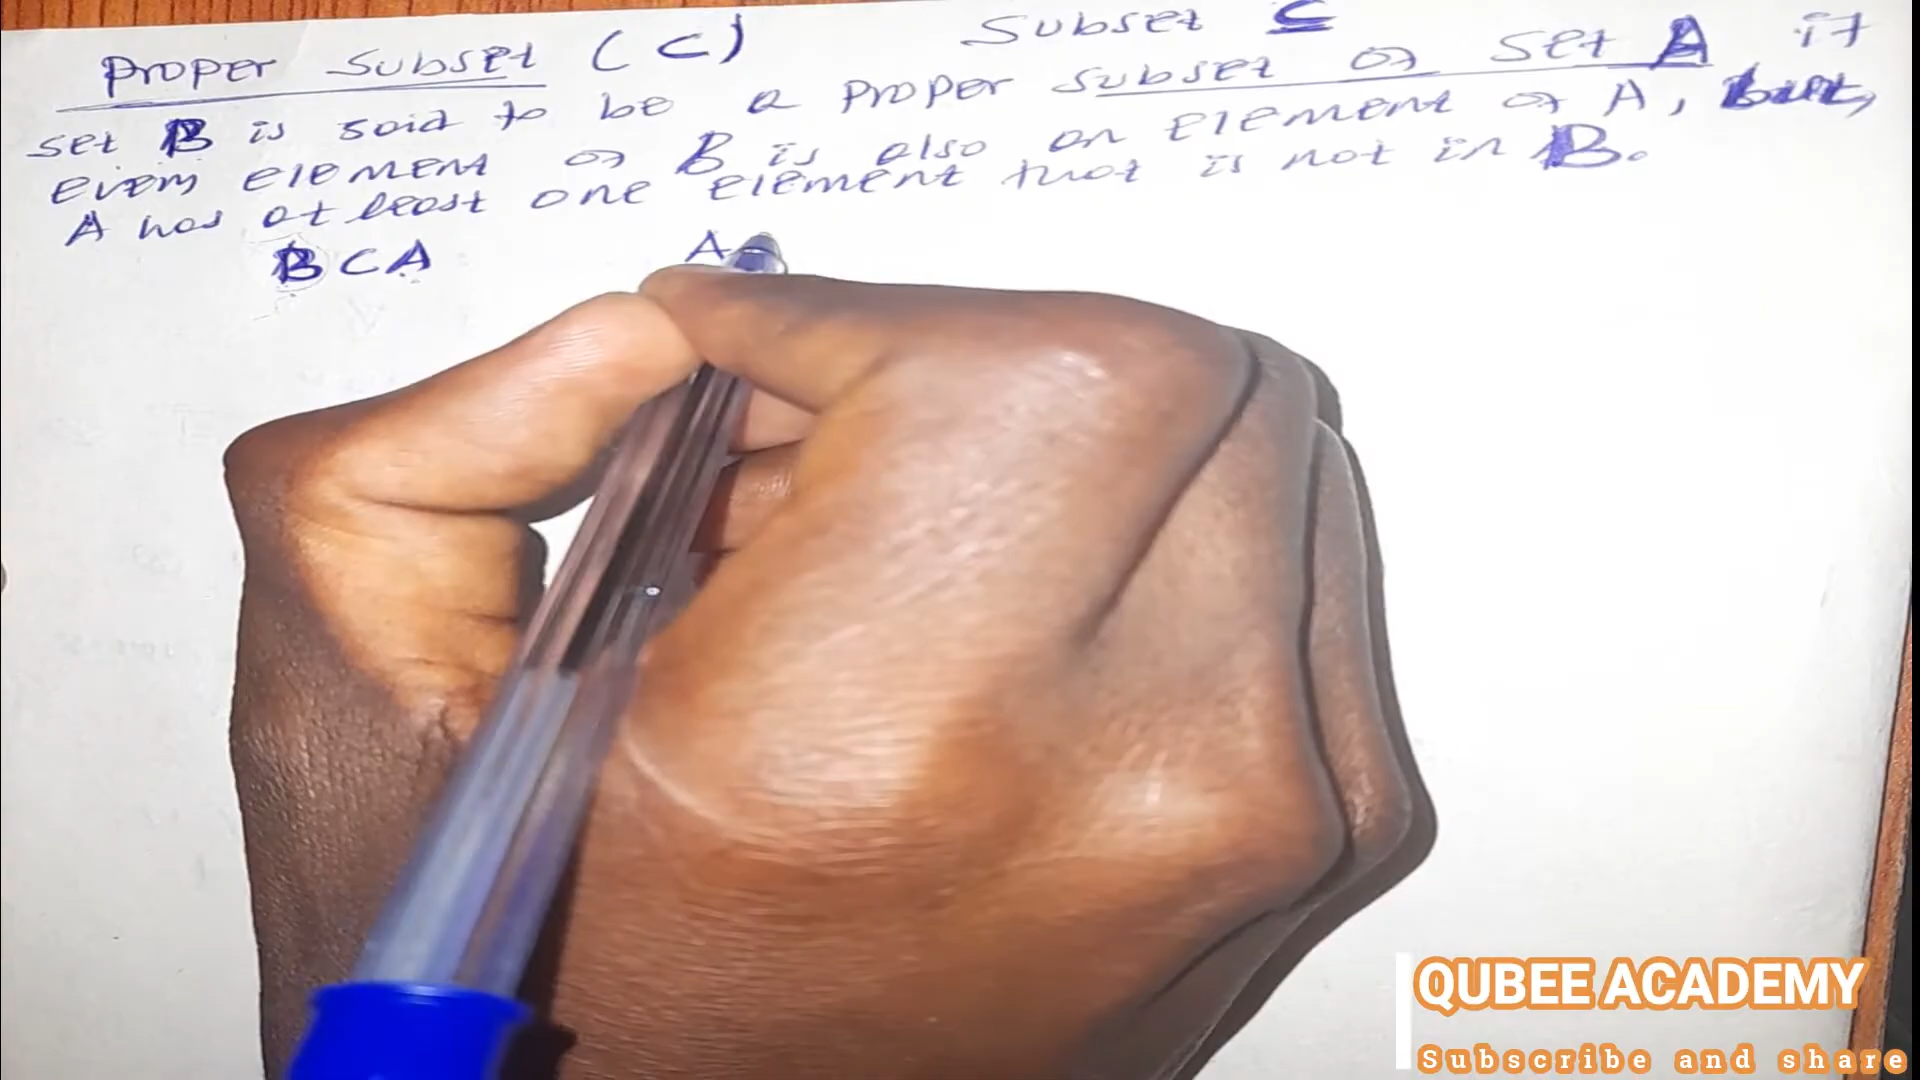 Proper Subset (⊂) Subset ⊆
set B is said to be a proper subset of set A if
every element of B is also an element of A, But,
A has at least one element that is not in B.
B ⊂ A A
QUBEE ACADEMY
Subscribe and share